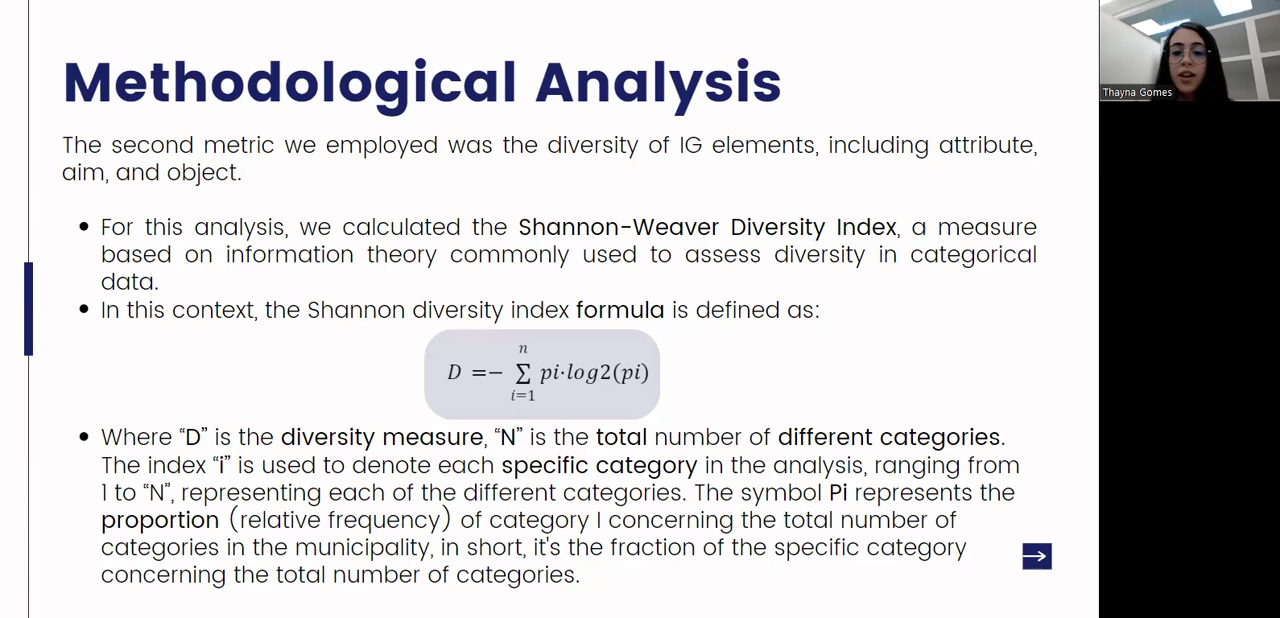 Methodological Analysis
The second metric we employed was the diversity of IG elements, including attribute,
aim, and object.
• For this analysis, we calculated the Shannon-Weaver Diversity Index, a measure
based on information theory commonly used to assess diversity in categorical
data.
• In this context, the Shannon diversity index formula is defined as:
n
D =− ∑ pi·log2(pi)
i=1
• Where “D” is the diversity measure, “N” is the total number of different categories.
The index “i” is used to denote each specific category in the analysis, ranging from
1 to “N”, representing each of the different categories. The symbol Pi represents the
proportion (relative frequency) of category I concerning the total number of
categories in the municipality, in short, it's the fraction of the specific category
concerning the total number of categories.
Thayna Gomes